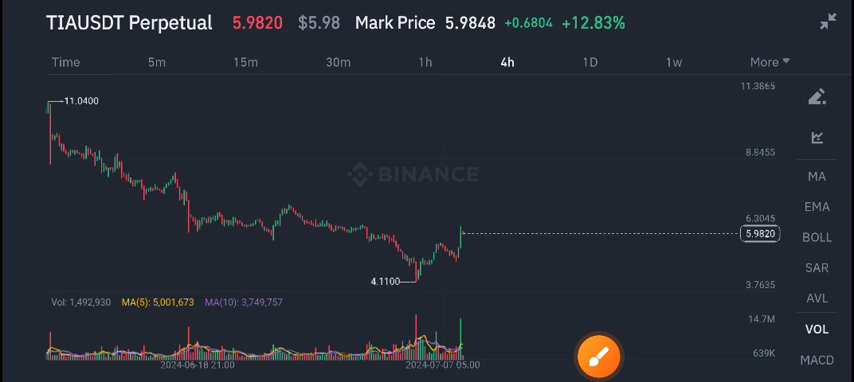 TIAUSDT Perpetual 5.9820 $5.98 Mark Price 5.9848 +0.6804 +12.83%
Time 5m 15m 30m 1h 4h 1D 1w More
11.3865
11.0400
8.8455
BINANCE
MA
EMA
6.3045
5.9820
BOLL
SAR
4.1100
3.7635
AVL
Vol: 1,492,930 MA(5): 5,001,673 MA(10): 3,749,757
14.7M
VOL
639K
MACD
2024-06-18 21:00 2024-07-07 05:00